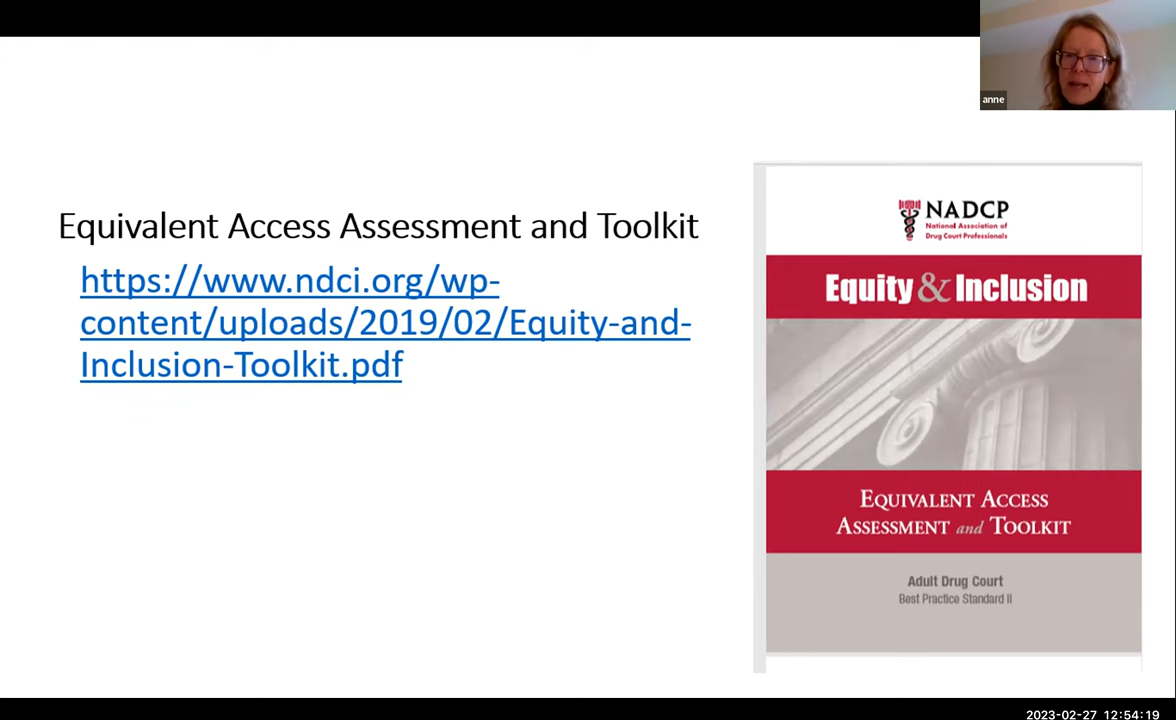 anne
Equivalent Access Assessment and Toolkit
https://www.ndci.org/wp-
content/uploads/2019/02/Equity-and-
Inclusion-Toolkit.pdf
NADCP
National Association of
Drug Court Professionals
Equity & Inclusion
EQUIVALENT ACCESS
ASSESSMENT and TOOLKIT
Adult Drug Court
Best Practice Standard II
2023-02-27 12:54:19